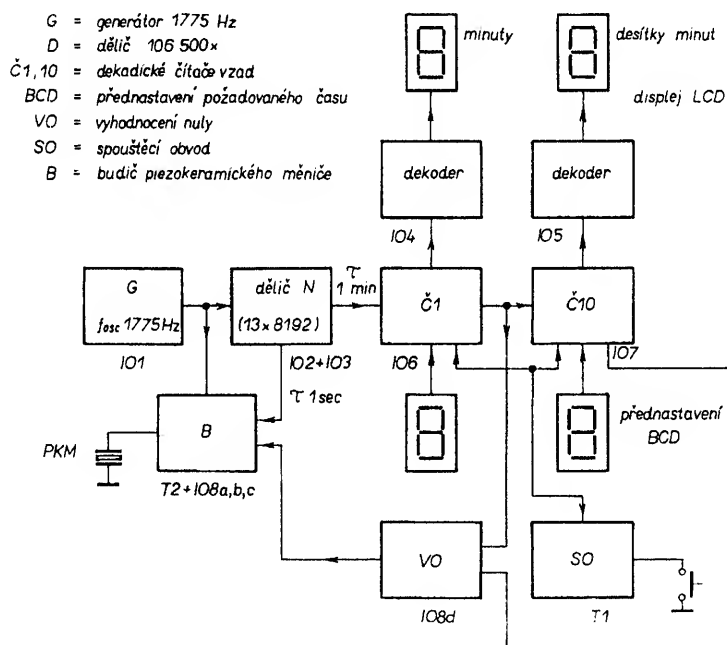 G = generátor 1775 Hz
D = dělič 106 500×
Č1,10 = dekadické čítače vzad
BCD = přednastavení požadovaného času
VO = vyhodnocení nuly
SO = spouštěcí obvod
B = budič piezokeramického měniče
minuty
desítky minut
displej LCD
dekoder
dekoder
IO4
IO5
G
fosc 1775Hz
IO1
dělič N
(13×8192)
IO2+IO3
τ
1 min
Č1
IO6
Č10
IO7
τ 1sec
B
PKM
T2+IO8a,b,c
přednastavení
BCD
VO
IO8d
SO
T1